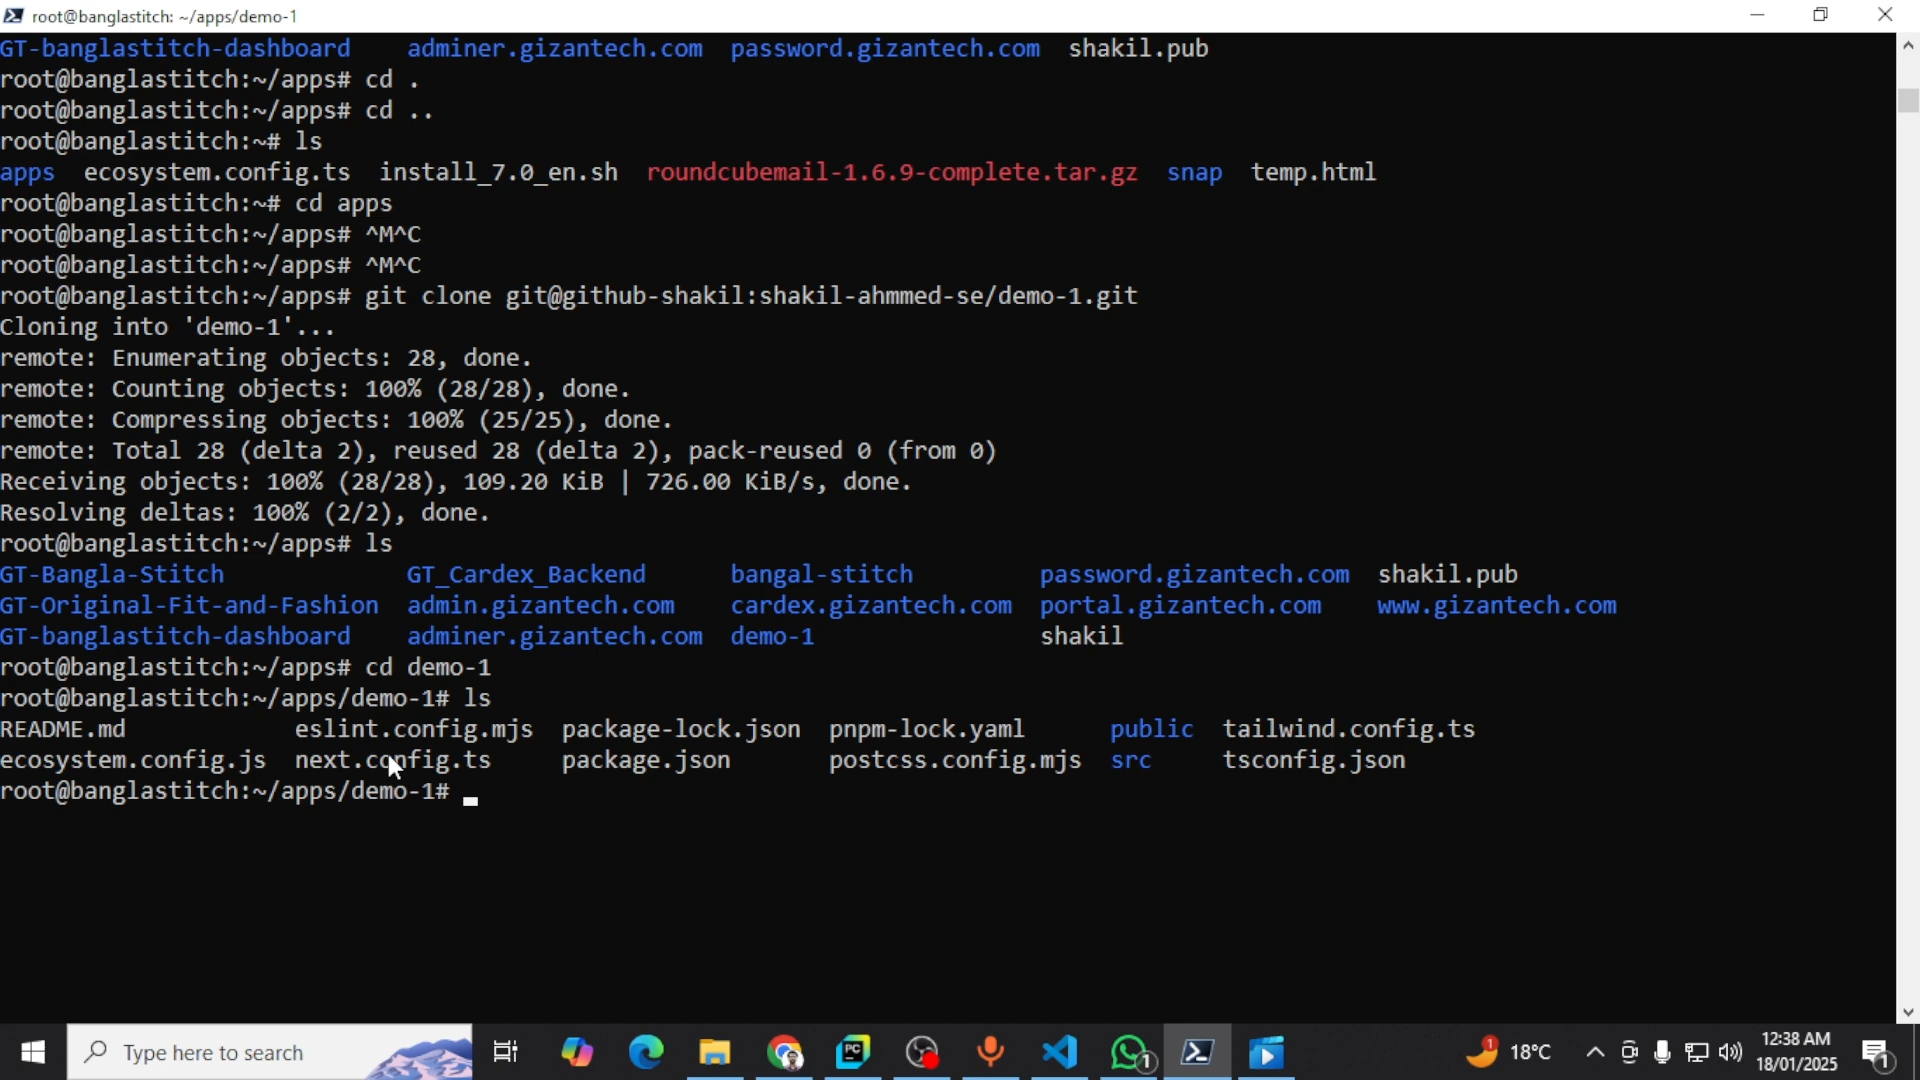 root@banglastitch: ~/apps/demo-1
GT-banglastitch-dashboard    adminer.gizantech.com  password.gizantech.com  shakil.pub
root@banglastitch:~/apps# cd .
root@banglastitch:~/apps# cd ..
root@banglastitch:~# ls
apps  ecosystem.config.ts  install_7.0_en.sh  roundcubemail-1.6.9-complete.tar.gz  snap  temp.html
root@banglastitch:~# cd apps
root@banglastitch:~/apps# ^M^C
root@banglastitch:~/apps# ^M^C
root@banglastitch:~/apps# git clone git@github-shakil:shakil-ahmmed-se/demo-1.git
Cloning into 'demo-1'...
remote: Enumerating objects: 28, done.
remote: Counting objects: 100% (28/28), done.
remote: Compressing objects: 100% (25/25), done.
remote: Total 28 (delta 2), reused 28 (delta 2), pack-reused 0 (from 0)
Receiving objects: 100% (28/28), 109.20 KiB | 726.00 KiB/s, done.
Resolving deltas: 100% (2/2), done.
root@banglastitch:~/apps# ls
GT-Bangla-Stitch             GT_Cardex_Backend      bangal-stitch         password.gizantech.com  shakil.pub
GT-Original-Fit-and-Fashion  admin.gizantech.com    cardex.gizantech.com  portal.gizantech.com    www.gizantech.com
GT-banglastitch-dashboard    adminer.gizantech.com  demo-1                shakil
root@banglastitch:~/apps# cd demo-1
root@banglastitch:~/apps/demo-1# ls
README.md            eslint.config.mjs  package-lock.json  pnpm-lock.yaml      public  tailwind.config.ts
ecosystem.config.js  next.config.ts     package.json       postcss.config.mjs  src     tsconfig.json
root@banglastitch:~/apps/demo-1#
Type here to search
PC
1
1
18°C
12:38 AM
18/01/2025
1